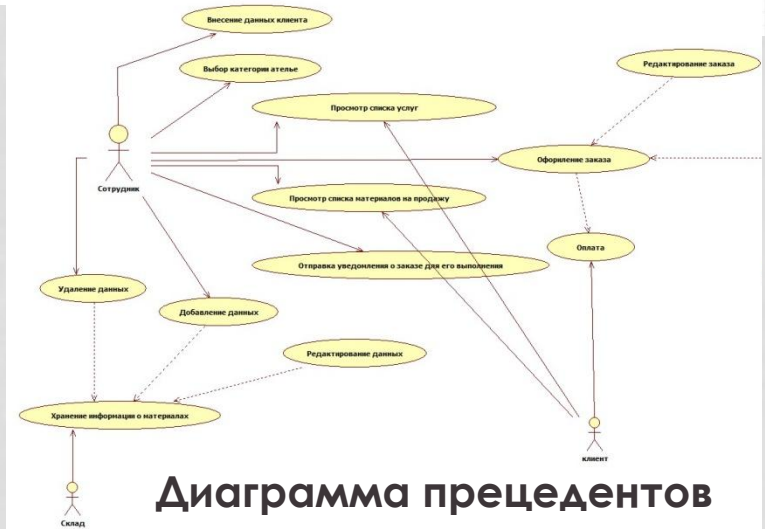 Внесение данных клиента
Выбор категории ателье
Редактирование заказа
Просмотр списка услуг
Оформление заказа
Сотрудник
Просмотр списка материалов на продажу
Оплата
Отправка уведомления о заказе для его выполнения
Удаление данных
Добавление данных
Редактирование данных
Хранение информации о материалах
клиент
Склад
Диаграмма прецедентов